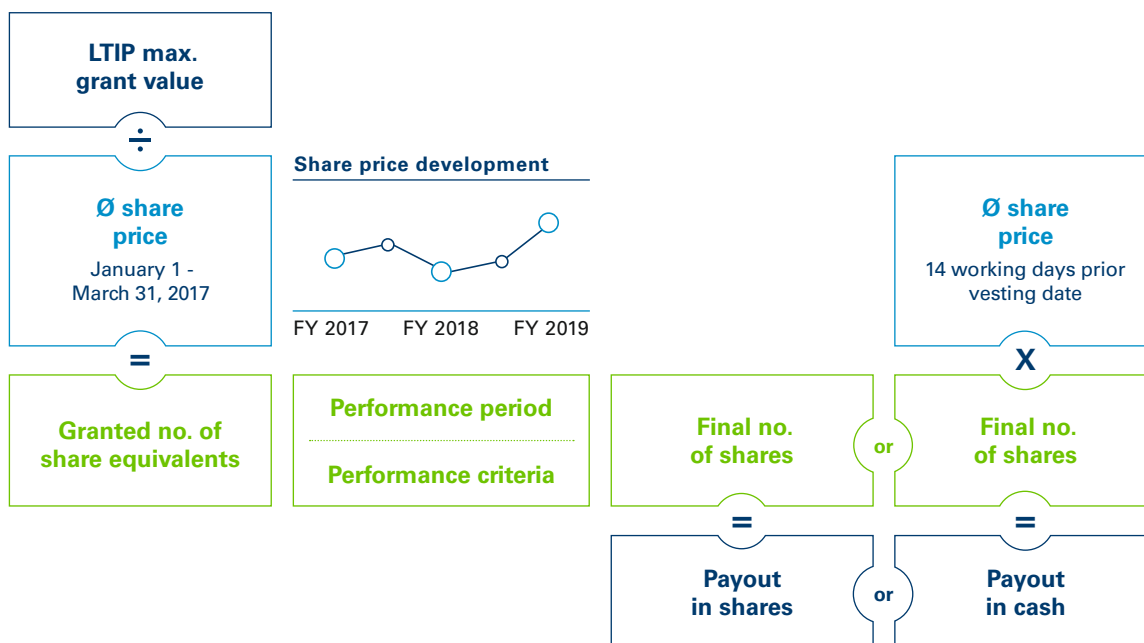 LTIP max.
grant value
÷
Ø share
price
January 1 -
March 31, 2017
=
Granted no. of
share equivalents
Share price development
FY 2017 FY 2018 FY 2019
Performance period
Performance criteria
Final no.
of shares
or
Ø share
price
14 working days prior
vesting date
X
Final no.
of shares
=
=
Payout
in shares
or
Payout
in cash